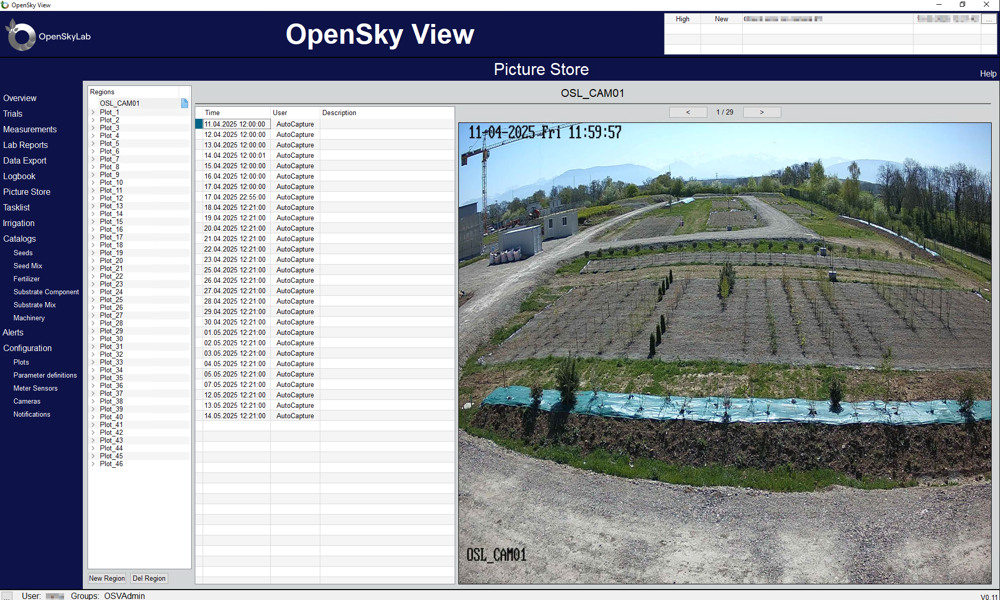 OpenSky View
OpenSkyLab
OpenSky View
High New
...
Picture Store
Help
Overview
Trials
Measurements
Lab Reports
Data Export
Logbook
Picture Store
Tasklist
Irrigation
Catalogs
Seeds
Seed Mix
Fertilizer
Substrate Component
Substrate Mix
Machinery
Alerts
Configuration
Plots
Parameter definitions
Meter Sensors
Cameras
Notifications
Regions
OSL_CAM01
Plot_1
Plot_2
Plot_3
Plot_4
Plot_5
Plot_6
Plot_7
Plot_8
Plot_9
Plot_10
Plot_11
Plot_12
Plot_13
Plot_14
Plot_15
Plot_16
Plot_17
Plot_18
Plot_19
Plot_20
Plot_21
Plot_22
Plot_23
Plot_24
Plot_25
Plot_26
Plot_27
Plot_28
Plot_29
Plot_30
Plot_31
Plot_32
Plot_33
Plot_34
Plot_35
Plot_36
Plot_37
Plot_38
Plot_39
Plot_40
Plot_41
Plot_42
Plot_43
Plot_44
Plot_45
Plot_46
New Region Del Region
OSL_CAM01
Time User Description
11.04.2025 12:00:00 AutoCapture
12.04.2025 12:00:00 AutoCapture
13.04.2025 12:00:00 AutoCapture
14.04.2025 12:00:01 AutoCapture
15.04.2025 12:00:00 AutoCapture
16.04.2025 12:00:00 AutoCapture
17.04.2025 12:00:00 AutoCapture
17.04.2025 22:55:00 AutoCapture
18.04.2025 12:21:00 AutoCapture
19.04.2025 12:21:00 AutoCapture
20.04.2025 12:21:00 AutoCapture
21.04.2025 12:21:00 AutoCapture
22.04.2025 12:21:00 AutoCapture
23.04.2025 12:21:00 AutoCapture
25.04.2025 12:21:00 AutoCapture
26.04.2025 12:21:00 AutoCapture
27.04.2025 12:21:00 AutoCapture
28.04.2025 12:21:00 AutoCapture
29.04.2025 12:21:00 AutoCapture
30.04.2025 12:21:00 AutoCapture
01.05.2025 12:21:00 AutoCapture
02.05.2025 12:21:00 AutoCapture
03.05.2025 12:21:00 AutoCapture
04.05.2025 12:21:00 AutoCapture
05.05.2025 12:21:00 AutoCapture
07.05.2025 12:21:00 AutoCapture
12.05.2025 12:21:00 AutoCapture
13.05.2025 12:21:00 AutoCapture
14.05.2025 12:21:00 AutoCapture
< 1 / 29 >
11-04-2025 Fri 11:59:57
OSL_CAM01
... User: Groups: OSVAdmin
V0.11